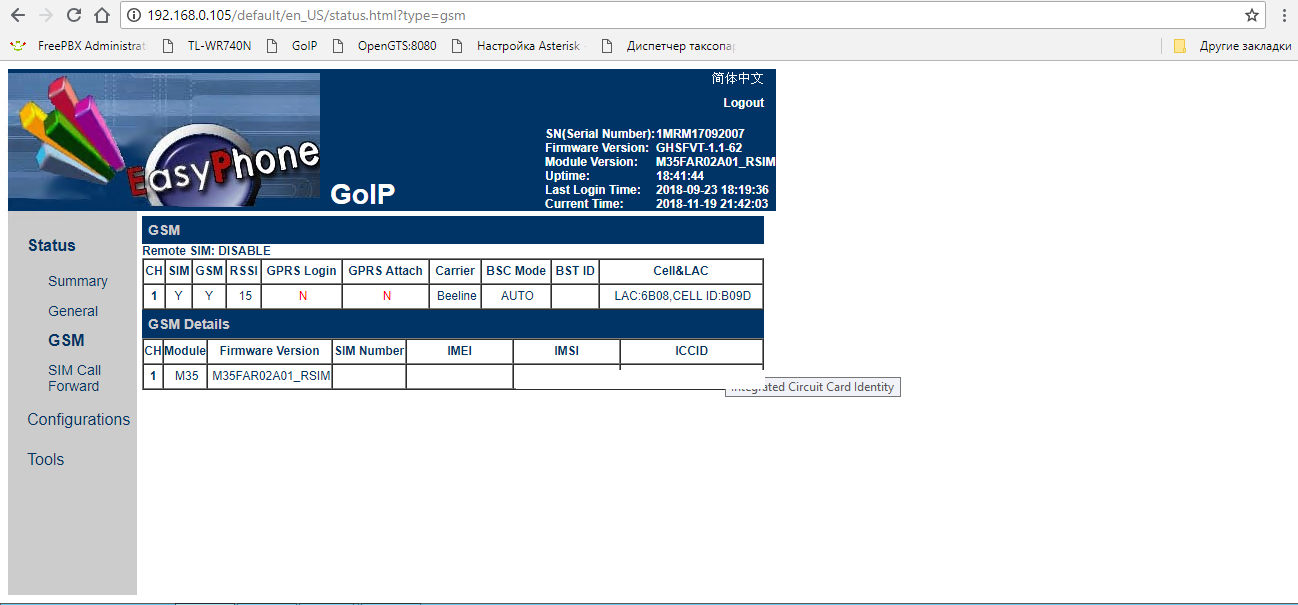 192.168.0.105/default/en_US/status.html?type=gsm
FreePBX Administrat TL-WR740N GoIP OpenGTS:8080 Настройка Asterisk Диспетчер таксопар Другие закладки
简体中文
Logout
EasyPhone
GoIP
SN(Serial Number): 1MRM17092007
Firmware Version: GHSFVT-1.1-62
Module Version: M35FAR02A01_RSIM
Uptime: 18:41:44
Last Login Time: 2018-09-23 18:19:36
Current Time: 2018-11-19 21:42:03
Status
Summary
General
GSM
SIM Call
Forward
Configurations
Tools
GSM
Remote SIM: DISABLE
CH SIM GSM RSSI GPRS Login GPRS Attach Carrier BSC Mode BST ID Cell&LAC
1 Y Y 15 N N Beeline AUTO LAC:6B08,CELL ID:B09D
GSM Details
CH Module Firmware Version SIM Number IMEI IMSI ICCID
1 M35 M35FAR02A01_RSIM
Integrated Circuit Card Identity